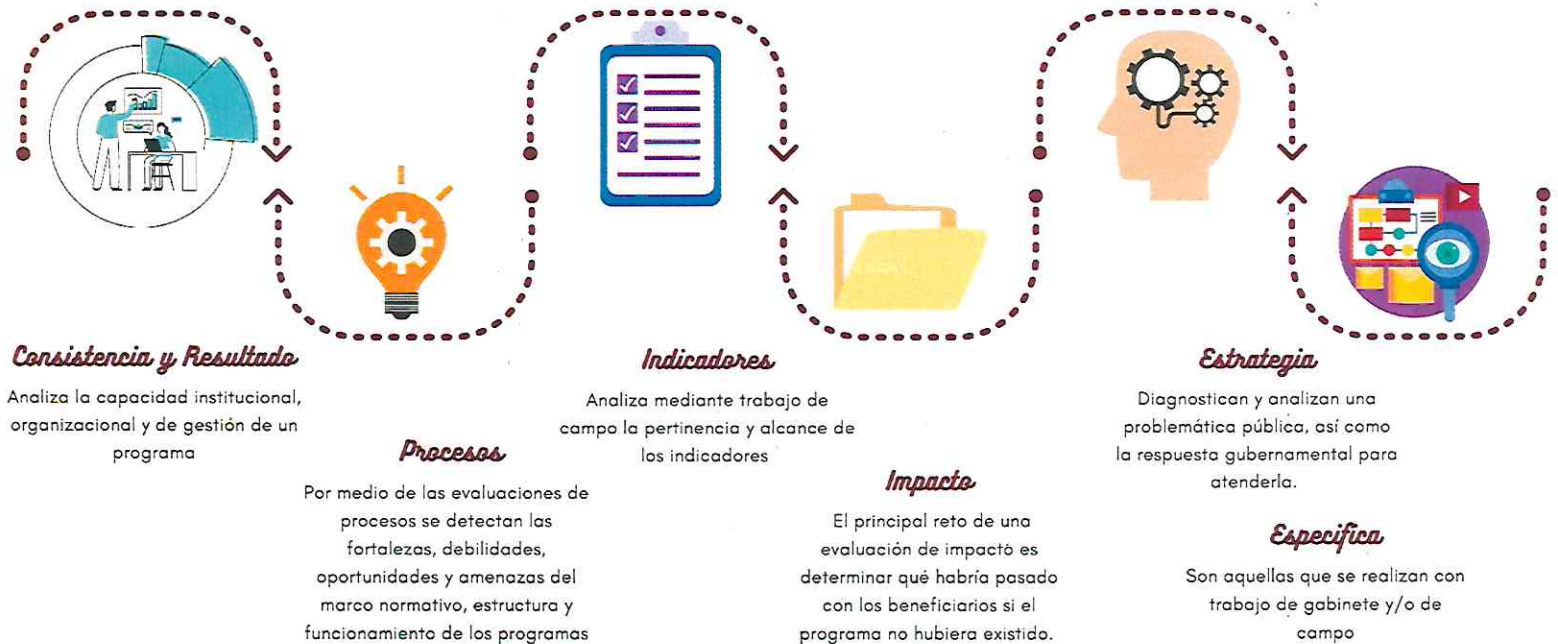 Consistencia y Resultado
Analiza la capacidad institucional,
organizacional y de gestión de un
programa
Procesos
Por medio de las evaluaciones de
procesos se detectan las
fortalezas, debilidades,
oportunidades y amenazas del
marco normativo, estructura y
funcionamiento de los programas
Indicadores
Analiza mediante trabajo de
campo la pertinencia y alcance de
los indicadores
Impacto
El principal reto de una
evaluación de impacto es
determinar qué habría pasado
con los beneficiarios si el
programa no hubiera existido.
Estrategia
Diagnostican y analizan una
problemática pública, así como
la respuesta gubernamental para
atenderla.
Especifica
Son aquellas que se realizan con
trabajo de gabinete y/o de
campo